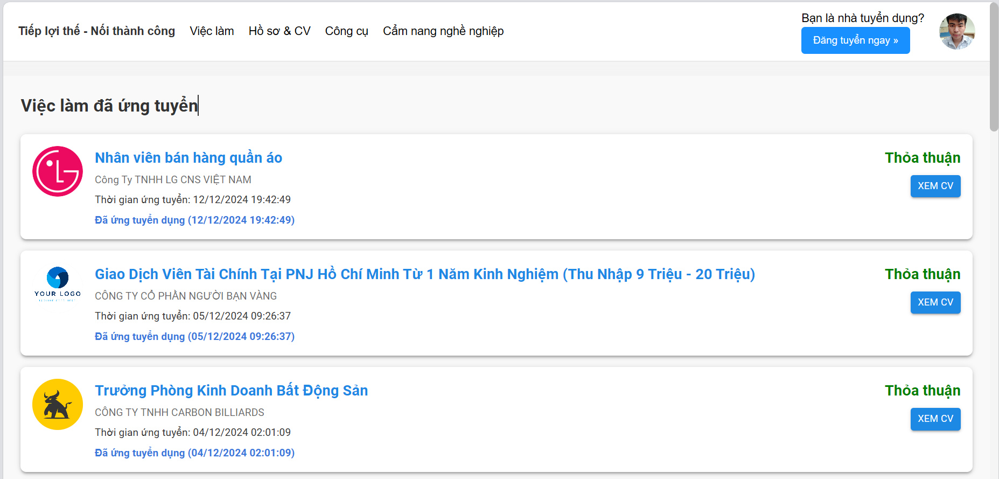 Tiếp lợi thế - Nối thành công Việc làm Hồ sơ & CV Công cụ Cẩm nang nghề nghiệp
Bạn là nhà tuyển dụng?
Đăng tuyển ngay »
Việc làm đã ứng tuyển
Nhân viên bán hàng quần áo
Thỏa thuận
Công Ty TNHH LG CNS VIỆT NAM
XEM CV
Thời gian ứng tuyển: 12/12/2024 19:42:49
Đã ứng tuyển dụng (12/12/2024 19:42:49)
YOUR LOGO
Giao Dịch Viên Tài Chính Tại PNJ Hồ Chí Minh Từ 1 Năm Kinh Nghiệm (Thu Nhập 9 Triệu - 20 Triệu)
Thỏa thuận
CÔNG TY CỔ PHẦN NGƯỜI BẠN VÀNG
XEM CV
Thời gian ứng tuyển: 05/12/2024 09:26:37
Đã ứng tuyển dụng (05/12/2024 09:26:37)
Trưởng Phòng Kinh Doanh Bất Động Sản
Thỏa thuận
CÔNG TY TNHH CARBON BILLIARDS
XEM CV
Thời gian ứng tuyển: 04/12/2024 02:01:09
Đã ứng tuyển dụng (04/12/2024 02:01:09)